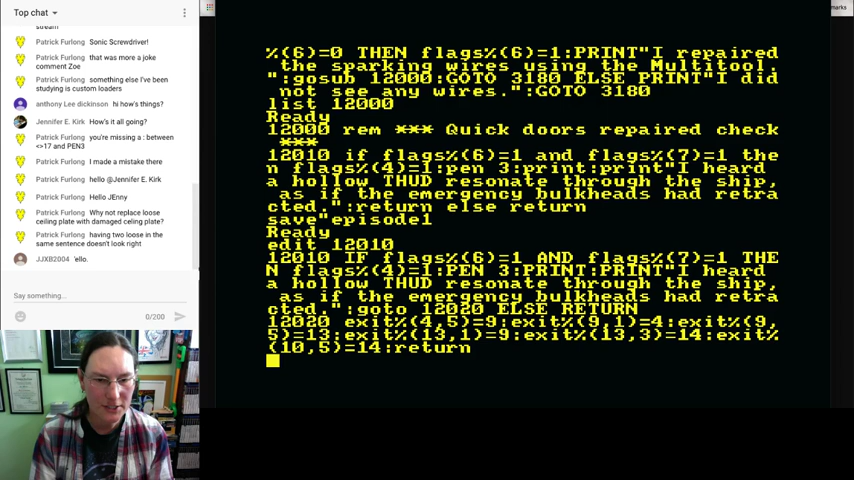 Top chat
stream
Patrick Furlong Sonic Screwdriver!
Patrick Furlong that was more a joke
comment Zoe
Patrick Furlong something else I've been
studying is custom loaders
anthony Lee dickinson hi how's things?
Jennifer E. Kirk How's it all going?
Patrick Furlong you're missing a : between
<>17 and PEN3
Patrick Furlong I made a mistake there
Patrick Furlong hello @Jennifer E. Kirk
Patrick Furlong Hello JEnny
Patrick Furlong Why not replace loose
ceiling plate with damaged celing plate?
Patrick Furlong having two loose in the
same sentence doesn't look right
JJXB2004 'ello.
Say something...
0/200
marks
%(6)=0 THEN flags%(6)=1:PRINT"I repaired
the sparking wires using the Multitool.
":gosub 12000:GOTO 3180 ELSE PRINT"I did
not see any wires.":GOTO 3180
list 12000
Ready
12000 rem *** Quick doors repaired check
***
12010 if flags%(6)=1 and flags%(7)=1 the
n flags%(4)=1:pen 3:print:print"I heard
a hollow THUD resonate through the ship,
as if the emergency bulkheads had retra
cted.":return else return
save"episode1
Ready
edit 12010
12010 IF flags%(6)=1 AND flags%(7)=1 THE
N flags%(4)=1:PEN 3:PRINT:PRINT"I heard
a hollow THUD resonate through the ship,
as if the emergency bulkheads had retra
cted.":goto 12020 ELSE RETURN
12020 exit%(4,5)=9:exit%(9,1)=4:exit%(9,
5)=13:exit%(13,1)=9:exit%(13,3)=14:exit%
(10,5)=14:return